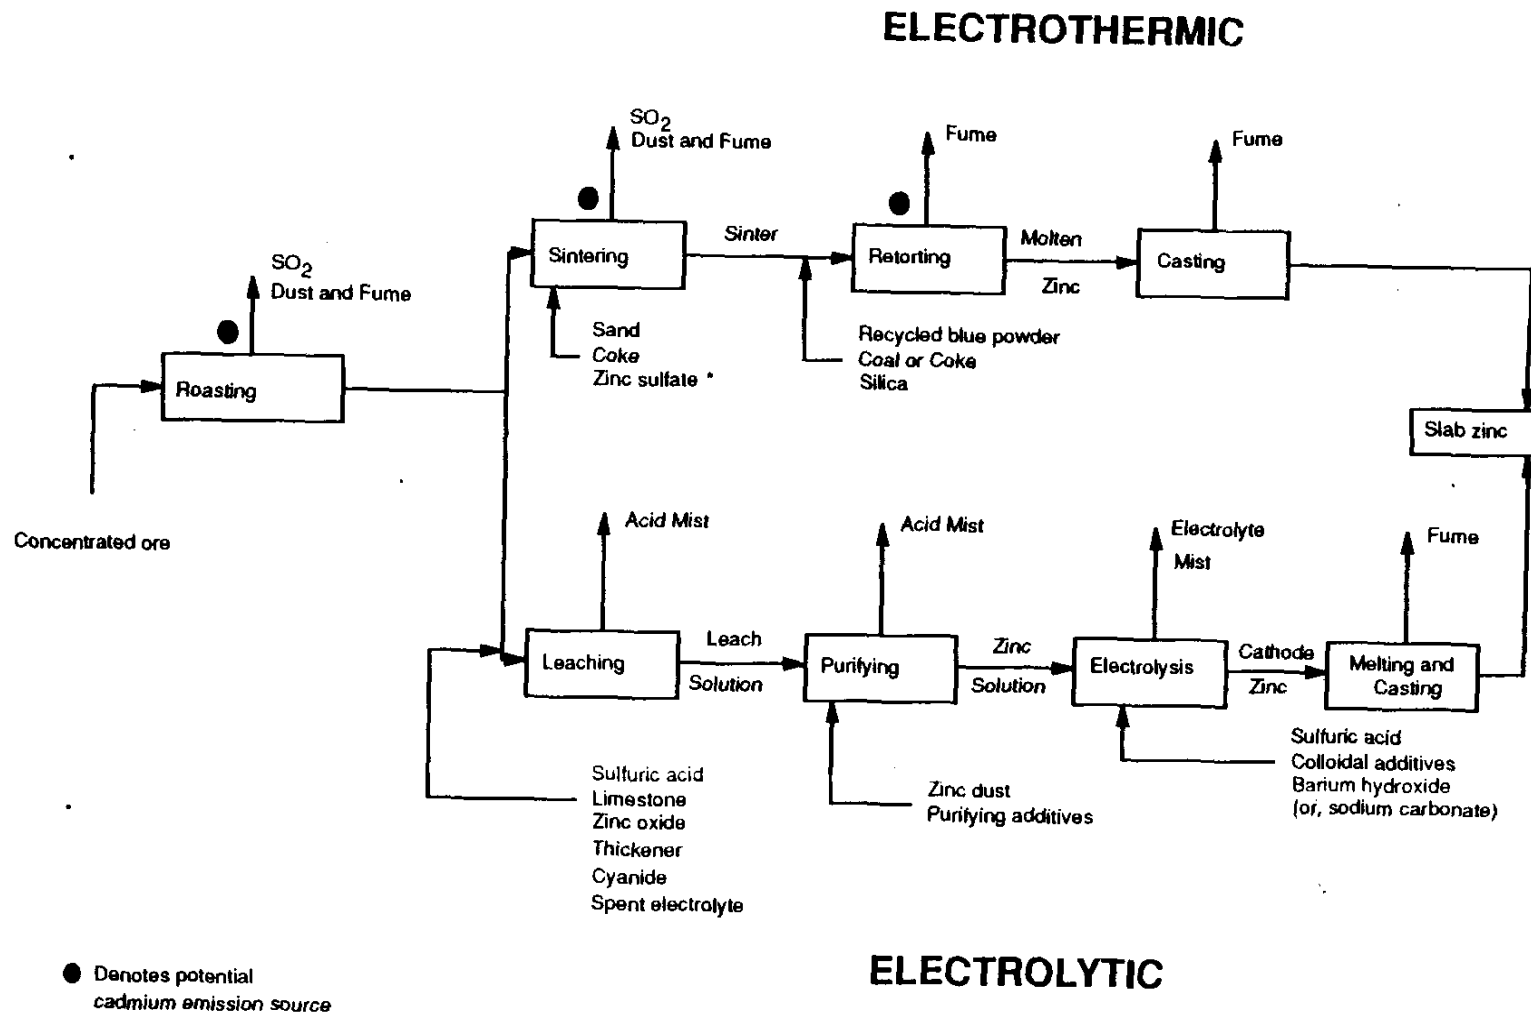 ELECTROTHERMIC
SO2
Dust and Fume
Fume
Fume
Sintering
Sinter
Retorting
Molten
Zinc
Casting
SO2
Dust and Fume
Sand
Coke
Zinc sulfate
Recycled blue powder
Coal or Coke
Silica
Roasting
Slab zinc
Concentrated ore
Acid Mist
Acid Mist
Electrolyte
Mist
Fume
Leaching
Leach
Solution
Purifying
Zinc
Solution
Electrolysis
Cathode
Zinc
Melting and
Casting
Sulfuric acid
Limestone
Zinc oxide
Thickener
Cyanide
Spent electrolyte
Zinc dust
Purifying additives
Sulfuric acid
Colloidal additives
Barium hydroxide
(or, sodium carbonate)
Denotes potential
cadmium emission source
ELECTROLYTIC